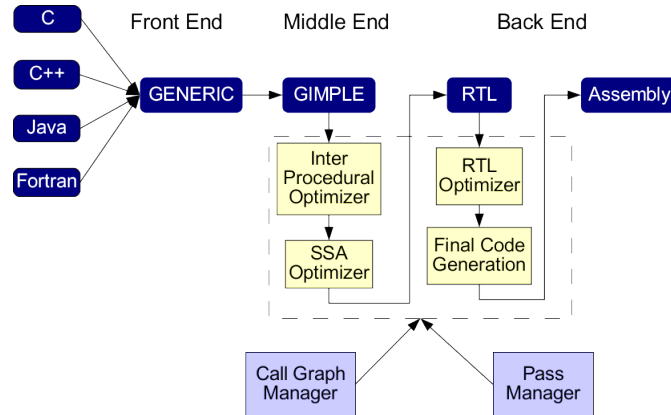 Front End
Middle End
Back End
C
C++
Java
Fortran
GENERIC
GIMPLE
RTL
Assembly
Inter
Procedural
Optimizer
SSA
Optimizer
RTL
Optimizer
Final Code
Generation
Call Graph
Manager
Pass
Manager